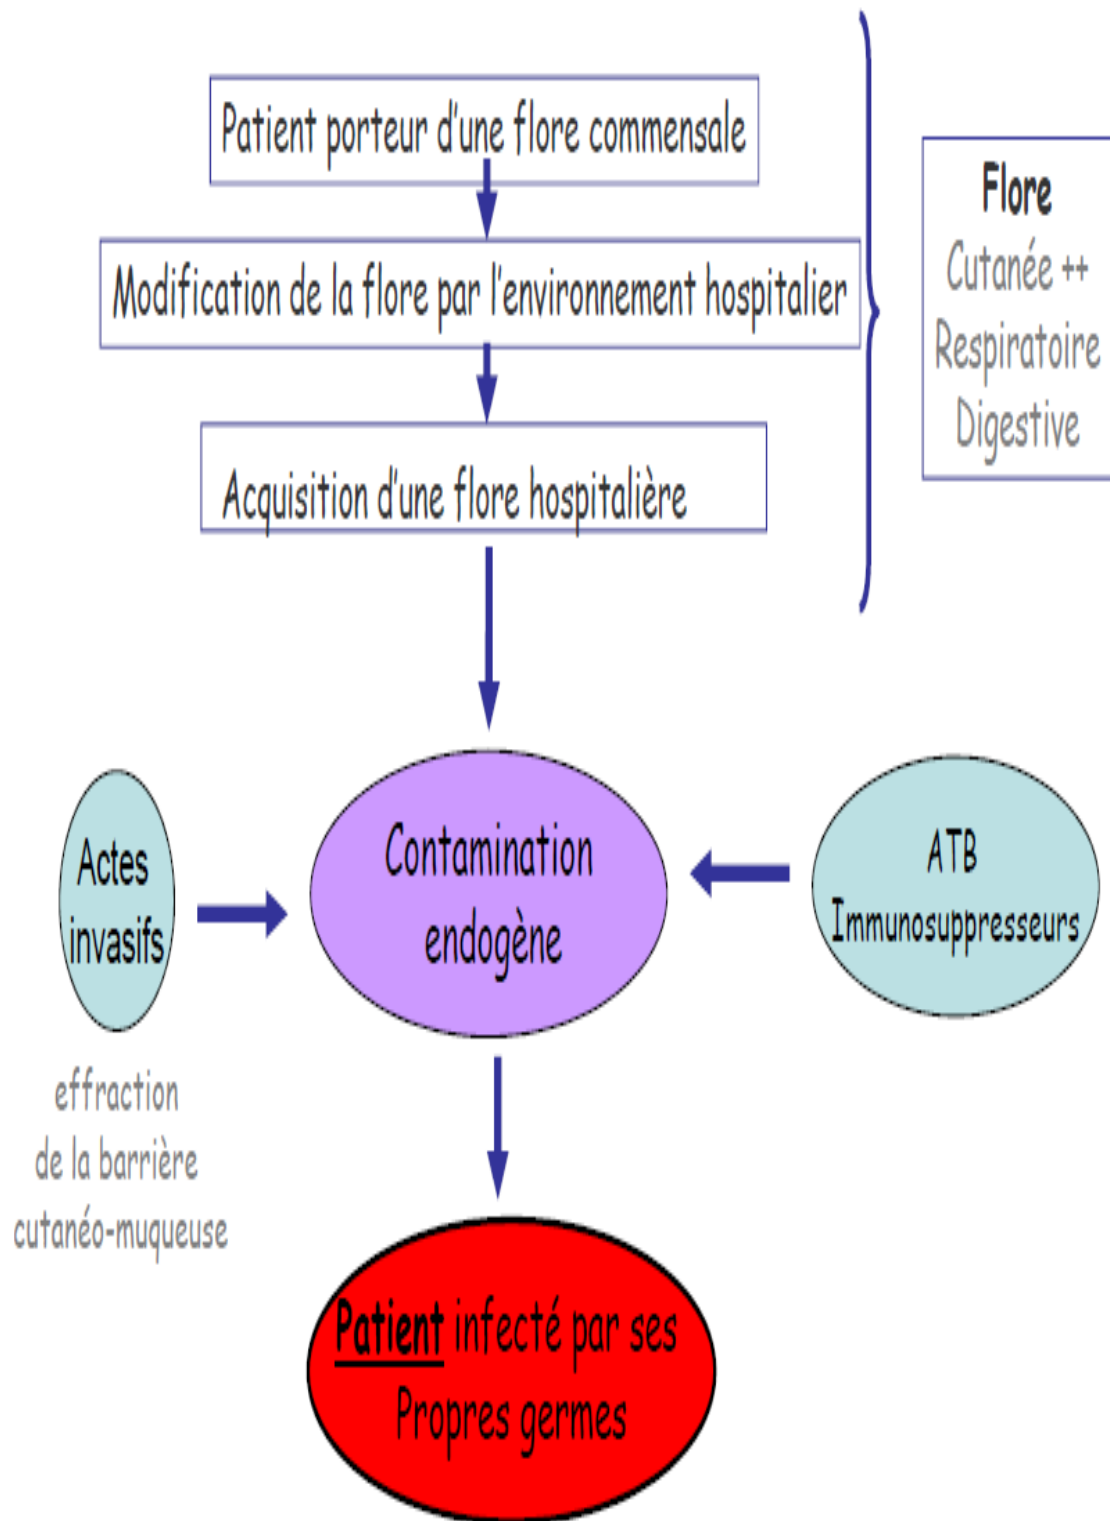 Patient porteur d'une flore commensale
Modification de la flore par l'environnement hospitalier
Acquisition d'une flore hospitalière
Flore
Cutanée ++
Respiratoire
Digestive
Actes
invasifs
effraction
de la barrière
cutanéo-muqueuse
Contamination
endogène
ATB
Immunosuppresseurs
Patient infecté par ses
Propres germes